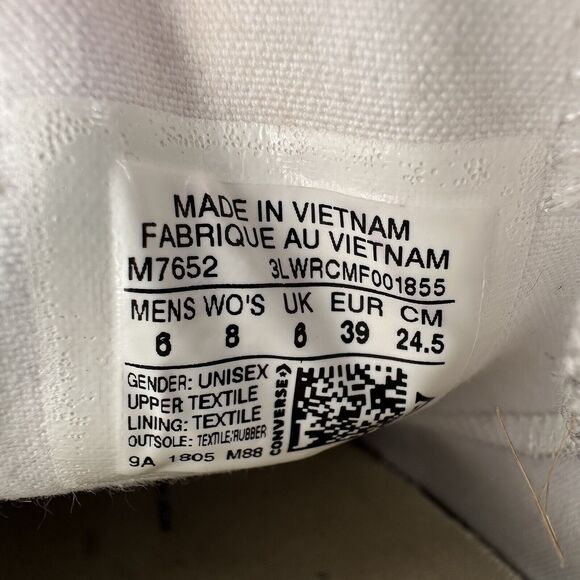 MADE IN VIETNAM
FABRIQUE AU VIETNAM
M7652 3LWRCMF001855
MENS WO'S UK EUR CM
6 8 6 39 24.5
GENDER: UNISEX
UPPER TEXTILE
LINING: TEXTILE
OUTSOLE: TEXTILE/RUBBER
9A 1805 M88
CONVERSE